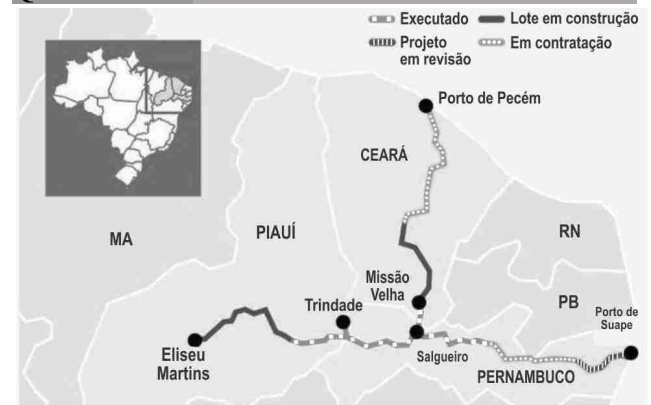 Executado
Lote em construção
Projeto
em revisão
Em contratação
Porto de Pecém
CEARÁ
MA
PIAUÍ
RN
Missão
Velha
PB
Trindade
Porto de
Suape
Eliseu
Martins
Salgueiro
PERNAMBUCO